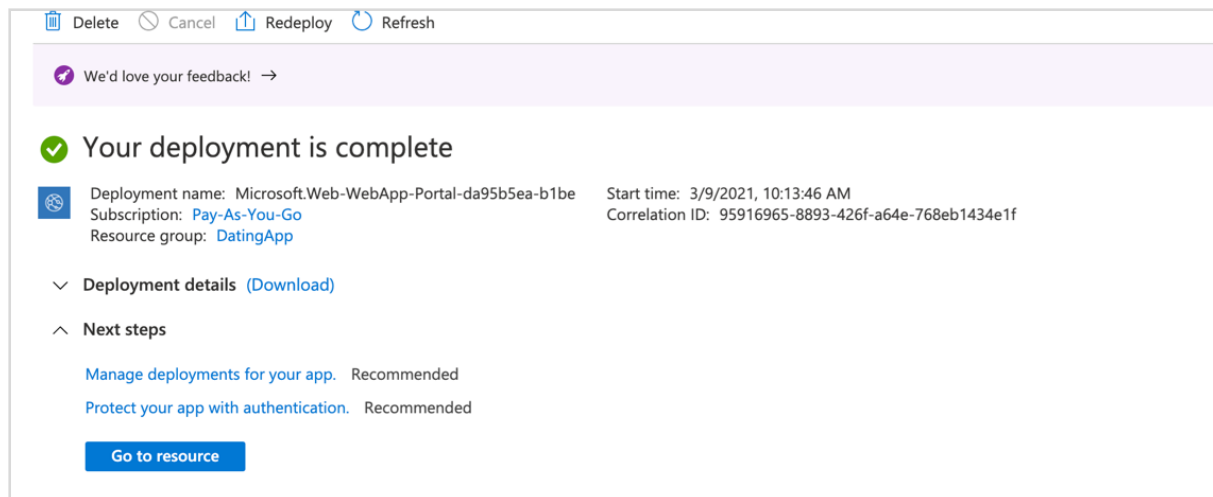 Delete Cancel Redeploy Refresh
We'd love your feedback! →
Your deployment is complete
Deployment name: Microsoft.Web-WebApp-Portal-da95b5ea-b1be Start time: 3/9/2021, 10:13:46 AM
Subscription: Pay-As-You-Go Correlation ID: 95916965-8893-426f-a64e-768eb1434e1f
Resource group: DatingApp
Deployment details (Download)
Next steps
Manage deployments for your app. Recommended
Protect your app with authentication. Recommended
Go to resource